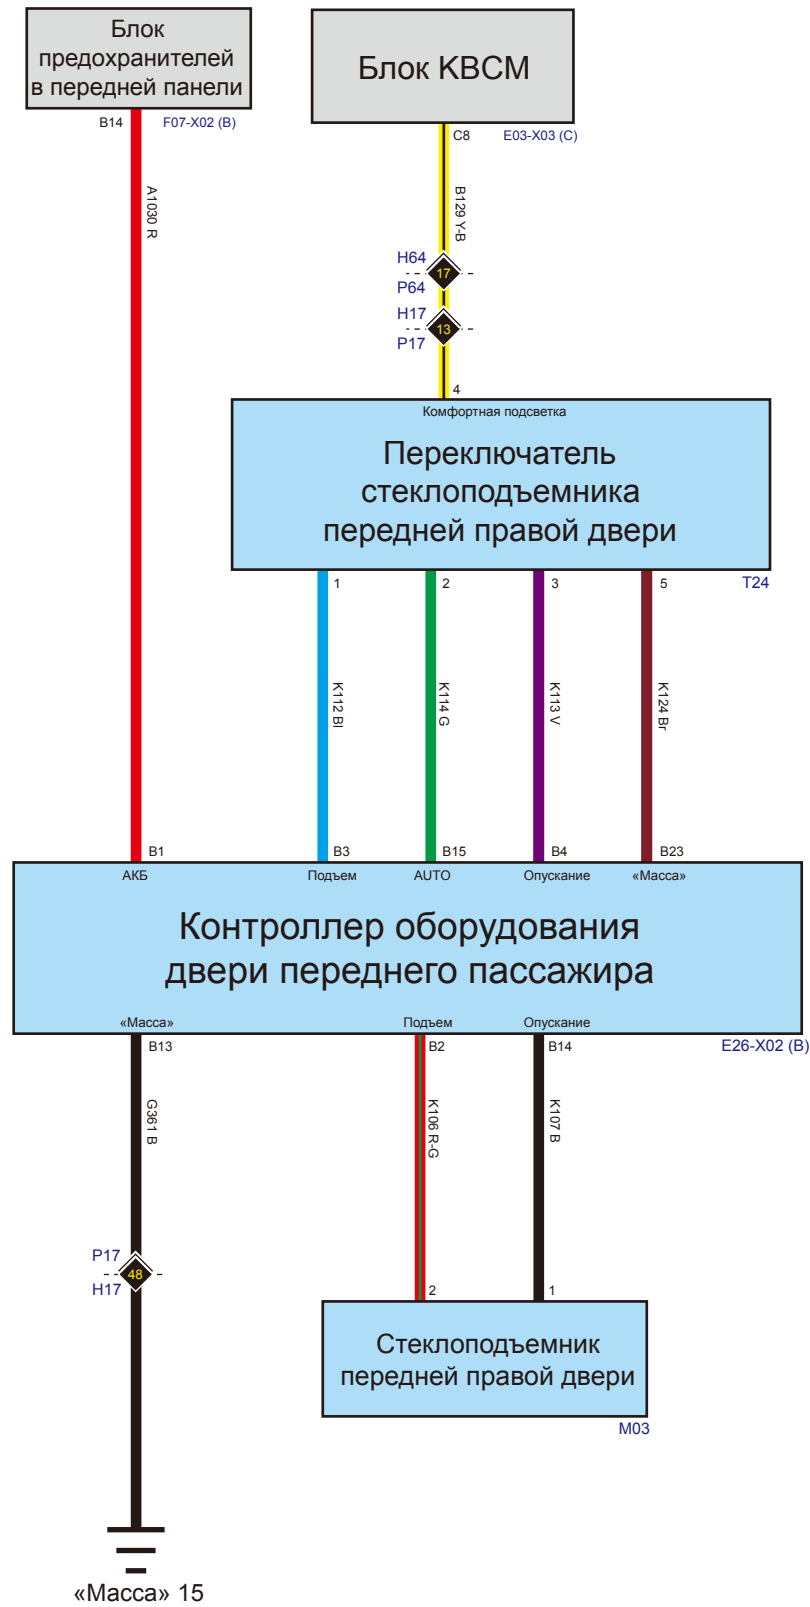 Блок
предохранителей
в передней панели
Блок KBCM
B14
F07-X02 (B)
C8
E03-X03 (C)
A1030 R
B129 Y-B
H64
17
P64
H17
13
P17
4
Комфортная подсветка
Переключатель
стеклоподъемника
передней правой двери
1
2
3
5
T24
K112 Bl
K114 G
K113 V
K124 Br
B1
B3
B15
B4
B23
АКБ
Подъем
AUTO
Опускание
«Масса»
Контроллер оборудования
двери переднего пассажира
«Масса»
Подъем
Опускание
B13
B2
B14
E26-X02 (B)
G361 B
K106 R-G
K107 B
P17
48
H17
2
1
Стеклоподъемник
передней правой двери
M03
«Масса» 15